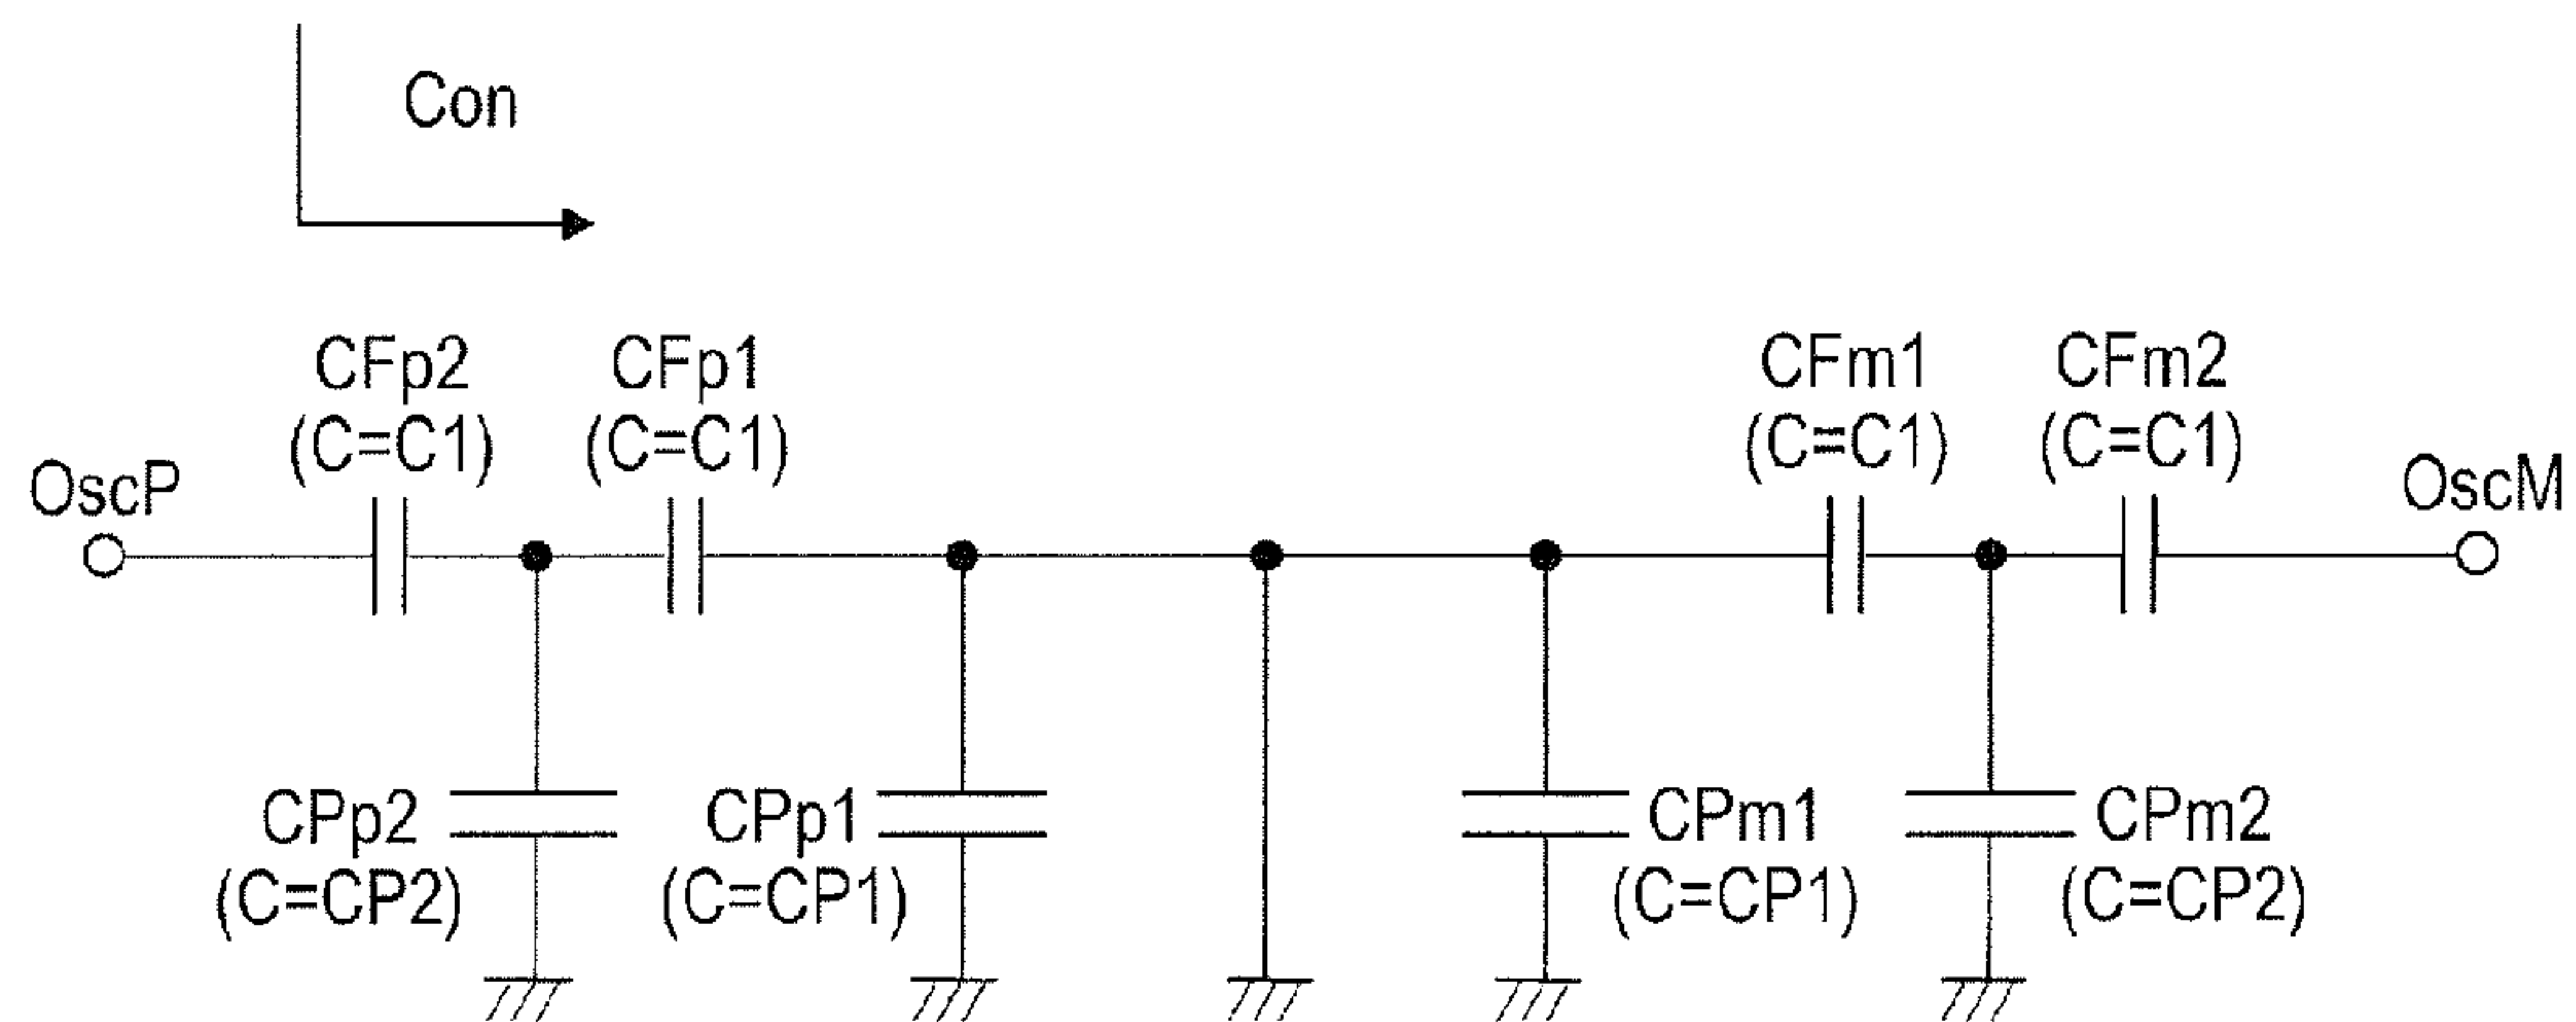 Con
CFp2
(C=C1)
CFp1
(C=C1)
CFm1
(C=C1)
CFm2
(C=C1)
OscP
OscM
CPp2
(C=CP2)
CPp1
(C=CP1)
CPm1
(C=CP1)
CPm2
(C=CP2)